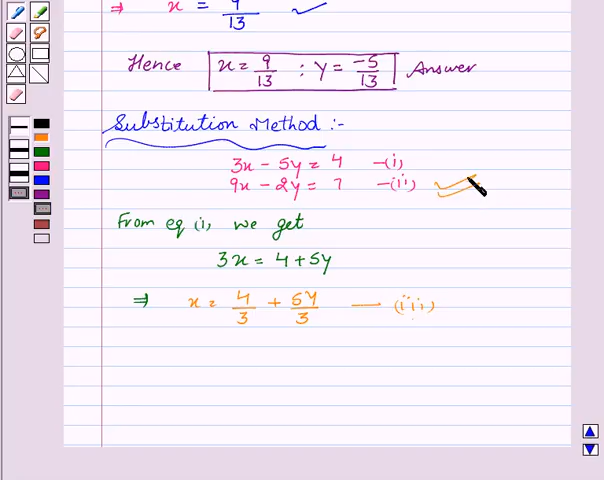 ⇒ x = 9/13 ✓
Hence x = 9/13 ; y = -5/13 Answer
Substitution Method :-
3x - 5y = 4 -(i)
9x - 2y = 7 -(ii)
From eq (i), we get
3x = 4 + 5y
⇒ x = 4/3 + 5y/3 — (iii)